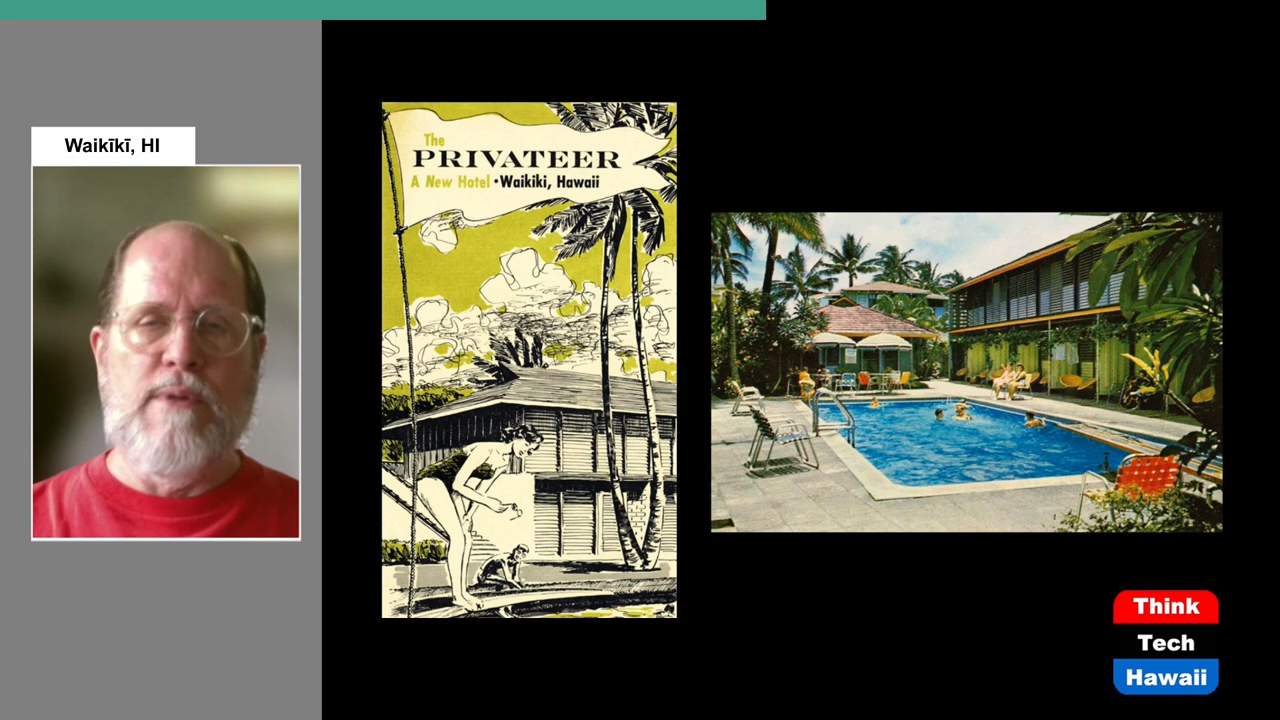 Waikīkī, HI
The
PRIVATEER
A New Hotel • Waikiki, Hawaii
Think
Tech
Hawaii